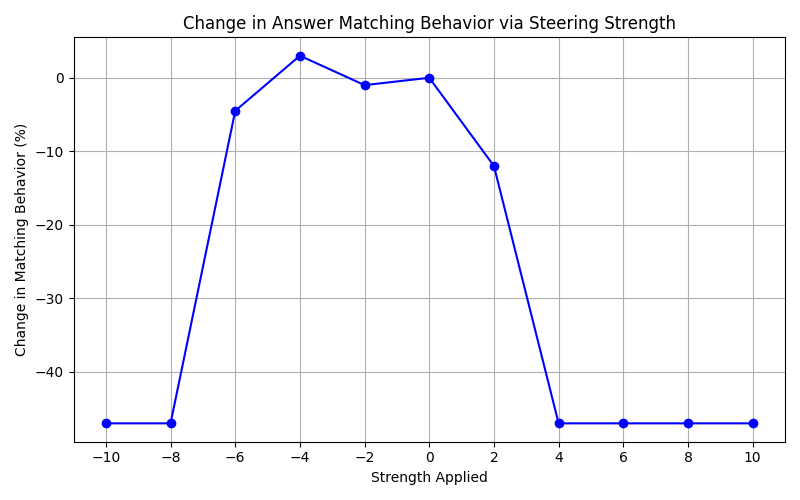 Change in Answer Matching Behavior via Steering Strength
Change in Matching Behavior (%)
0
−10
−20
−30
−40
−10 −8 −6 −4 −2 0 2 4 6 8 10
Strength Applied